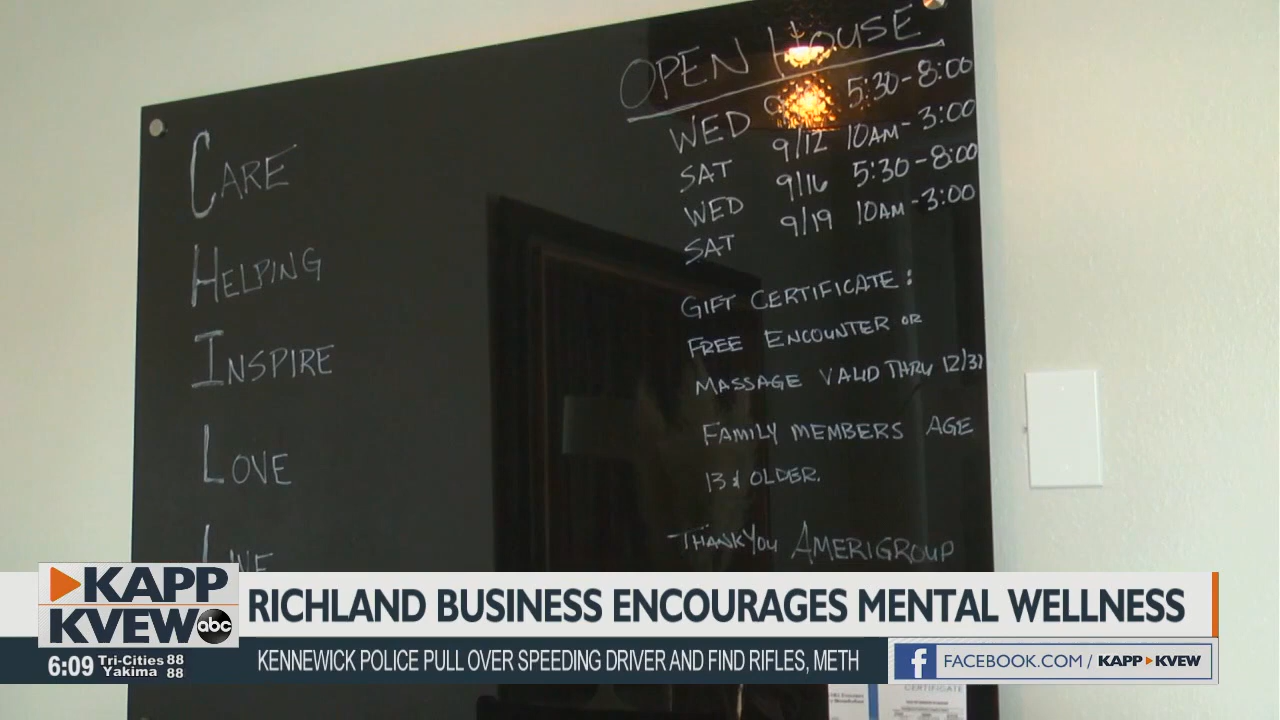 CARE
HELPING
INSPIRE
LOVE
LIVE
OPEN HOUSE
WED 5:30-8:00
SAT 9/12 10AM-3:00
WED 9/16 5:30-8:00
SAT 9/19 10AM-3:00
GIFT CERTIFICATE:
FREE ENCOUNTER OR
MASSAGE VALID THRU 12/31
FAMILY MEMBERS AGE
13 & OLDER.
-THANK YOU AMERIGROUP
KAPP
KVEW abc
RICHLAND BUSINESS ENCOURAGES MENTAL WELLNESS
6:09 Tri-Cities 88
Yakima 88
KENNEWICK POLICE PULL OVER SPEEDING DRIVER AND FIND RIFLES, METH
f FACEBOOK.COM / KAPP KVEW
CERTIFICATE